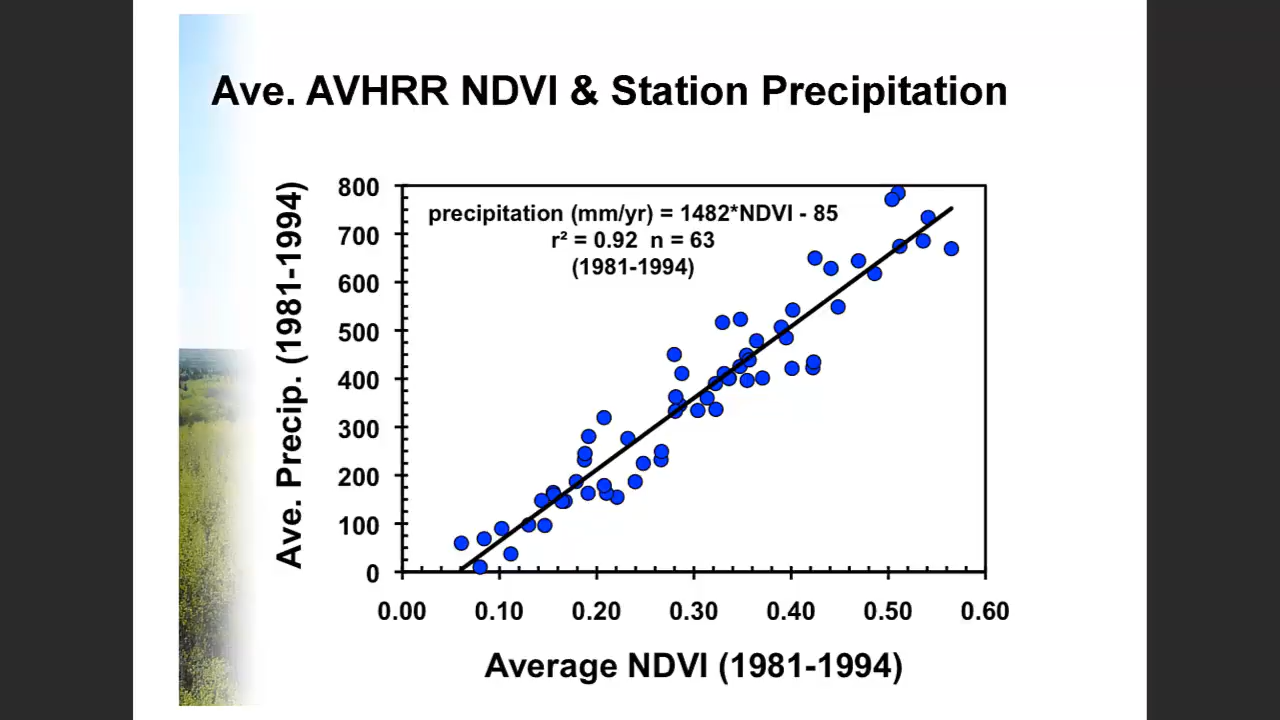 Ave. AVHRR NDVI & Station Precipitation
Ave. Precip. (1981-1994)
800
700
600
500
400
300
200
100
0
precipitation (mm/yr) = 1482*NDVI - 85
r² = 0.92 n = 63
(1981-1994)
0.00 0.10 0.20 0.30 0.40 0.50 0.60
Average NDVI (1981-1994)